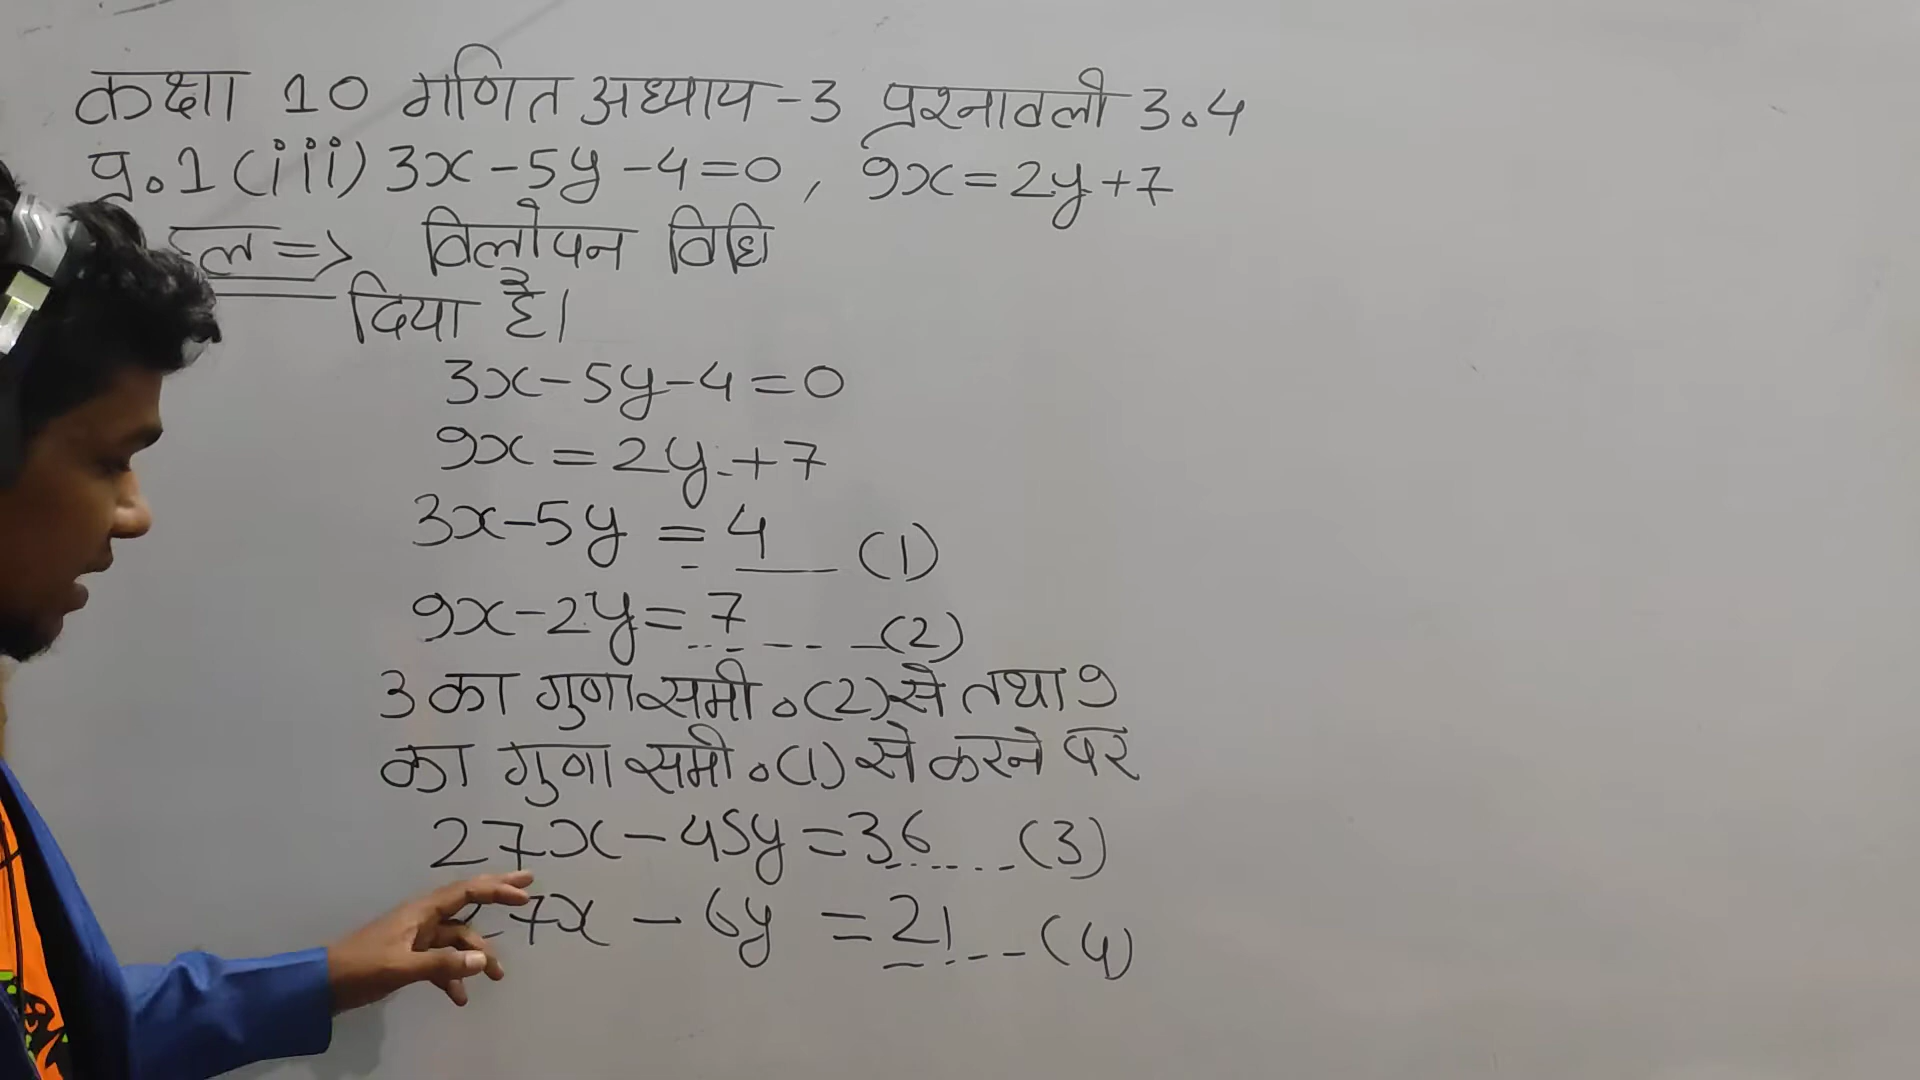 कक्षा 10 गणित अध्याय -3 प्रश्नावली 3.4
प्र.1 (iii) 3x-5y-4=0, 9x=2y+7
हल => विलोपन विधि
दिया है।
3x-5y-4=0
9x=2y+7
3x-5y=4 __ (1)
9x-2y=7 ------(2)
3 का गुणा समी.(2) से तथा 9
का गुणा समी.(1) से करने पर
27x-45y=36......(3)
27x-6y=21...--(4)